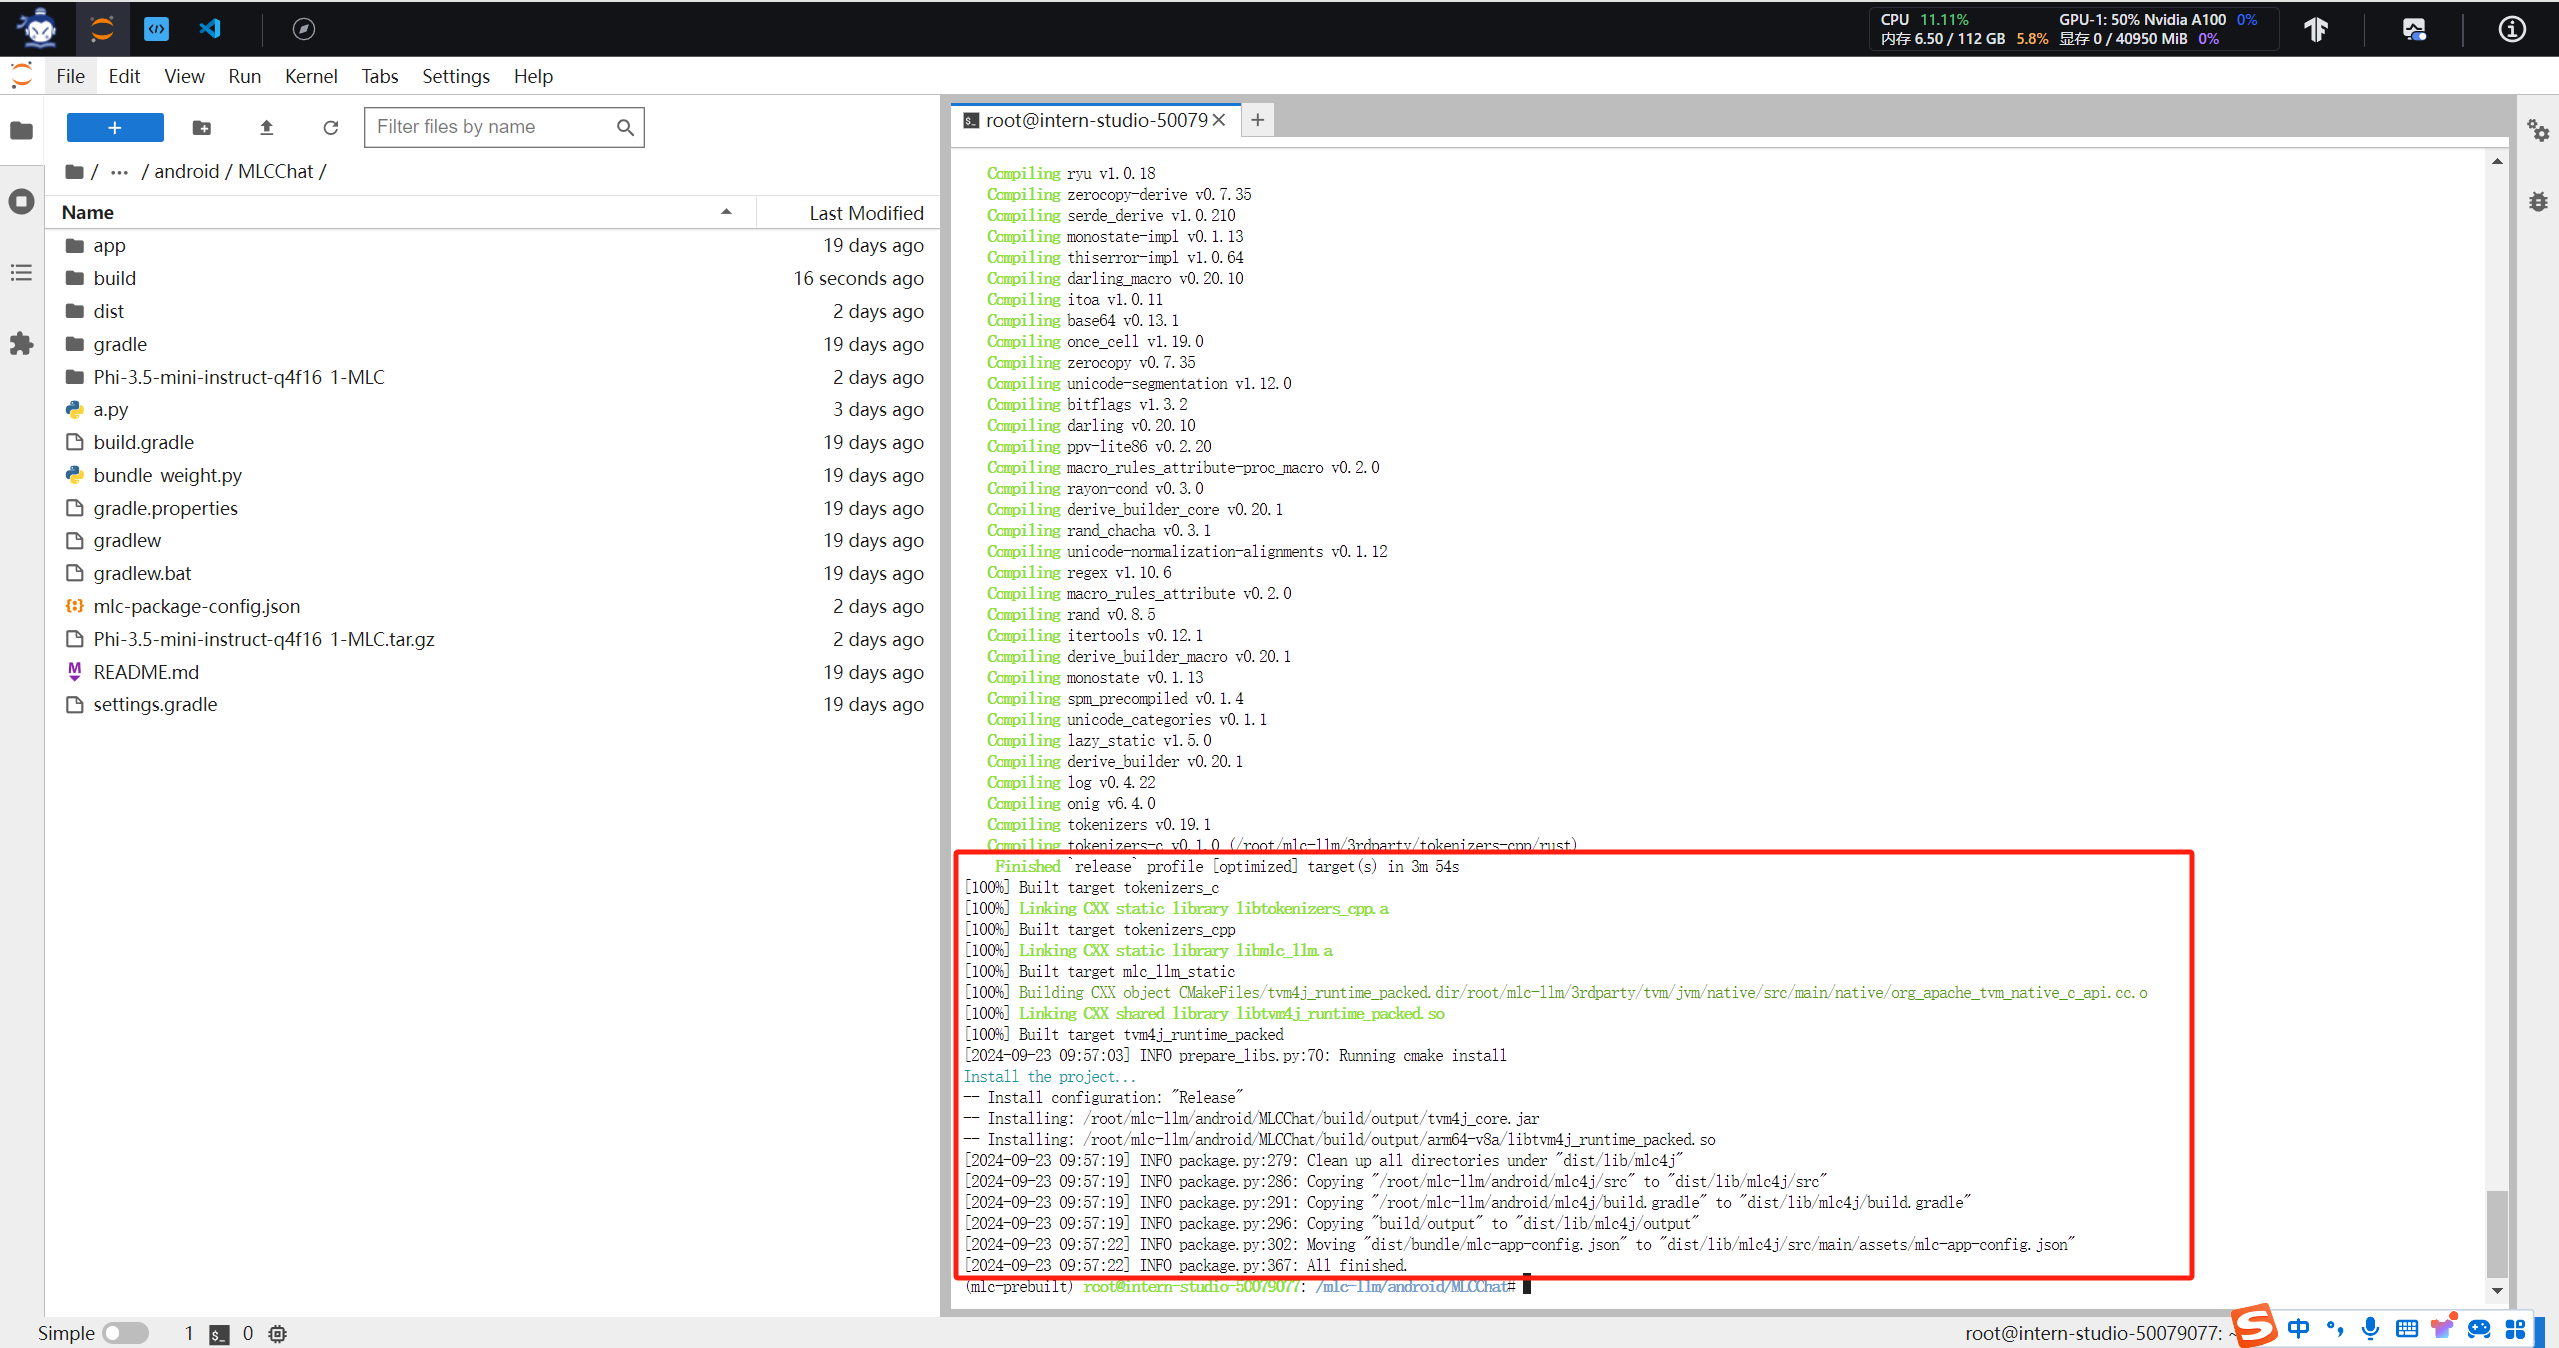 CPU 11.11% GPU-1: 50% Nvidia A100 0%
内存 6.50 / 112 GB 5.8% 显存 0 / 40950 MiB 0%
File Edit View Run Kernel Tabs Settings Help
Filter files by name
/ ··· / android / MLCChat /
Name Last Modified
app 19 days ago
build 16 seconds ago
dist 2 days ago
gradle 19 days ago
Phi-3.5-mini-instruct-q4f16 1-MLC 2 days ago
a.py 3 days ago
build.gradle 19 days ago
bundle weight.py 19 days ago
gradle.properties 19 days ago
gradlew 19 days ago
gradlew.bat 19 days ago
mlc-package-config.json 2 days ago
Phi-3.5-mini-instruct-q4f16 1-MLC.tar.gz 2 days ago
README.md 19 days ago
settings.gradle 19 days ago
root@intern-studio-50079
Compiling ryu v1.0.18
Compiling zerocopy-derive v0.7.35
Compiling serde_derive v1.0.210
Compiling monostate-impl v0.1.13
Compiling thiserror-impl v1.0.64
Compiling darling_macro v0.20.10
Compiling itoa v1.0.11
Compiling base64 v0.13.1
Compiling once_cell v1.19.0
Compiling zerocopy v0.7.35
Compiling unicode-segmentation v1.12.0
Compiling bitflags v1.3.2
Compiling darling v0.20.10
Compiling ppv-lite86 v0.2.20
Compiling macro_rules_attribute-proc_macro v0.2.0
Compiling rayon-cond v0.3.0
Compiling derive_builder_core v0.20.1
Compiling rand_chacha v0.3.1
Compiling unicode-normalization-alignments v0.1.12
Compiling regex v1.10.6
Compiling macro_rules_attribute v0.2.0
Compiling rand v0.8.5
Compiling itertools v0.12.1
Compiling derive_builder_macro v0.20.1
Compiling monostate v0.1.13
Compiling spm_precompiled v0.1.4
Compiling unicode_categories v0.1.1
Compiling lazy_static v1.5.0
Compiling derive_builder v0.20.1
Compiling log v0.4.22
Compiling onig v6.4.0
Compiling tokenizers v0.19.1
Compiling tokenizers-c v0.1.0 (/root/mlc-llm/3rdparty/tokenizers-cpp/rust)
Finished `release` profile [optimized] target(s) in 3m 54s
[100%] Built target tokenizers_c
[100%] Linking CXX static library libtokenizers_cpp.a
[100%] Built target tokenizers_cpp
[100%] Linking CXX static library libmlc_llm.a
[100%] Built target mlc_llm_static
[100%] Building CXX object CMakeFiles/tvm4j_runtime_packed.dir/root/mlc-llm/3rdparty/tvm/jvm/native/src/main/native/org_apache_tvm_native_c_api.cc.o
[100%] Linking CXX shared library libtvm4j_runtime_packed.so
[100%] Built target tvm4j_runtime_packed
[2024-09-23 09:57:03] INFO prepare_libs.py:70: Running cmake install
Install the project...
-- Install configuration: "Release"
-- Installing: /root/mlc-llm/android/MLCChat/build/output/tvm4j_core.jar
-- Installing: /root/mlc-llm/android/MLCChat/build/output/arm64-v8a/libtvm4j_runtime_packed.so
[2024-09-23 09:57:19] INFO package.py:279: Clean up all directories under "dist/lib/mlc4j"
[2024-09-23 09:57:19] INFO package.py:286: Copying "/root/mlc-llm/android/mlc4j/src" to "dist/lib/mlc4j/src"
[2024-09-23 09:57:19] INFO package.py:291: Copying "/root/mlc-llm/android/mlc4j/build.gradle" to "dist/lib/mlc4j/build.gradle"
[2024-09-23 09:57:19] INFO package.py:296: Copying "build/output" to "dist/lib/mlc4j/output"
[2024-09-23 09:57:22] INFO package.py:302: Moving "dist/bundle/mlc-app-config.json" to "dist/lib/mlc4j/src/main/assets/mlc-app-config.json"
[2024-09-23 09:57:22] INFO package.py:367: All finished.
(mlc-prebuilt) root@intern-studio-50079077: /mlc-llm/android/MLCChat#
Simple 1 0 root@intern-studio-50079077: ~ 中